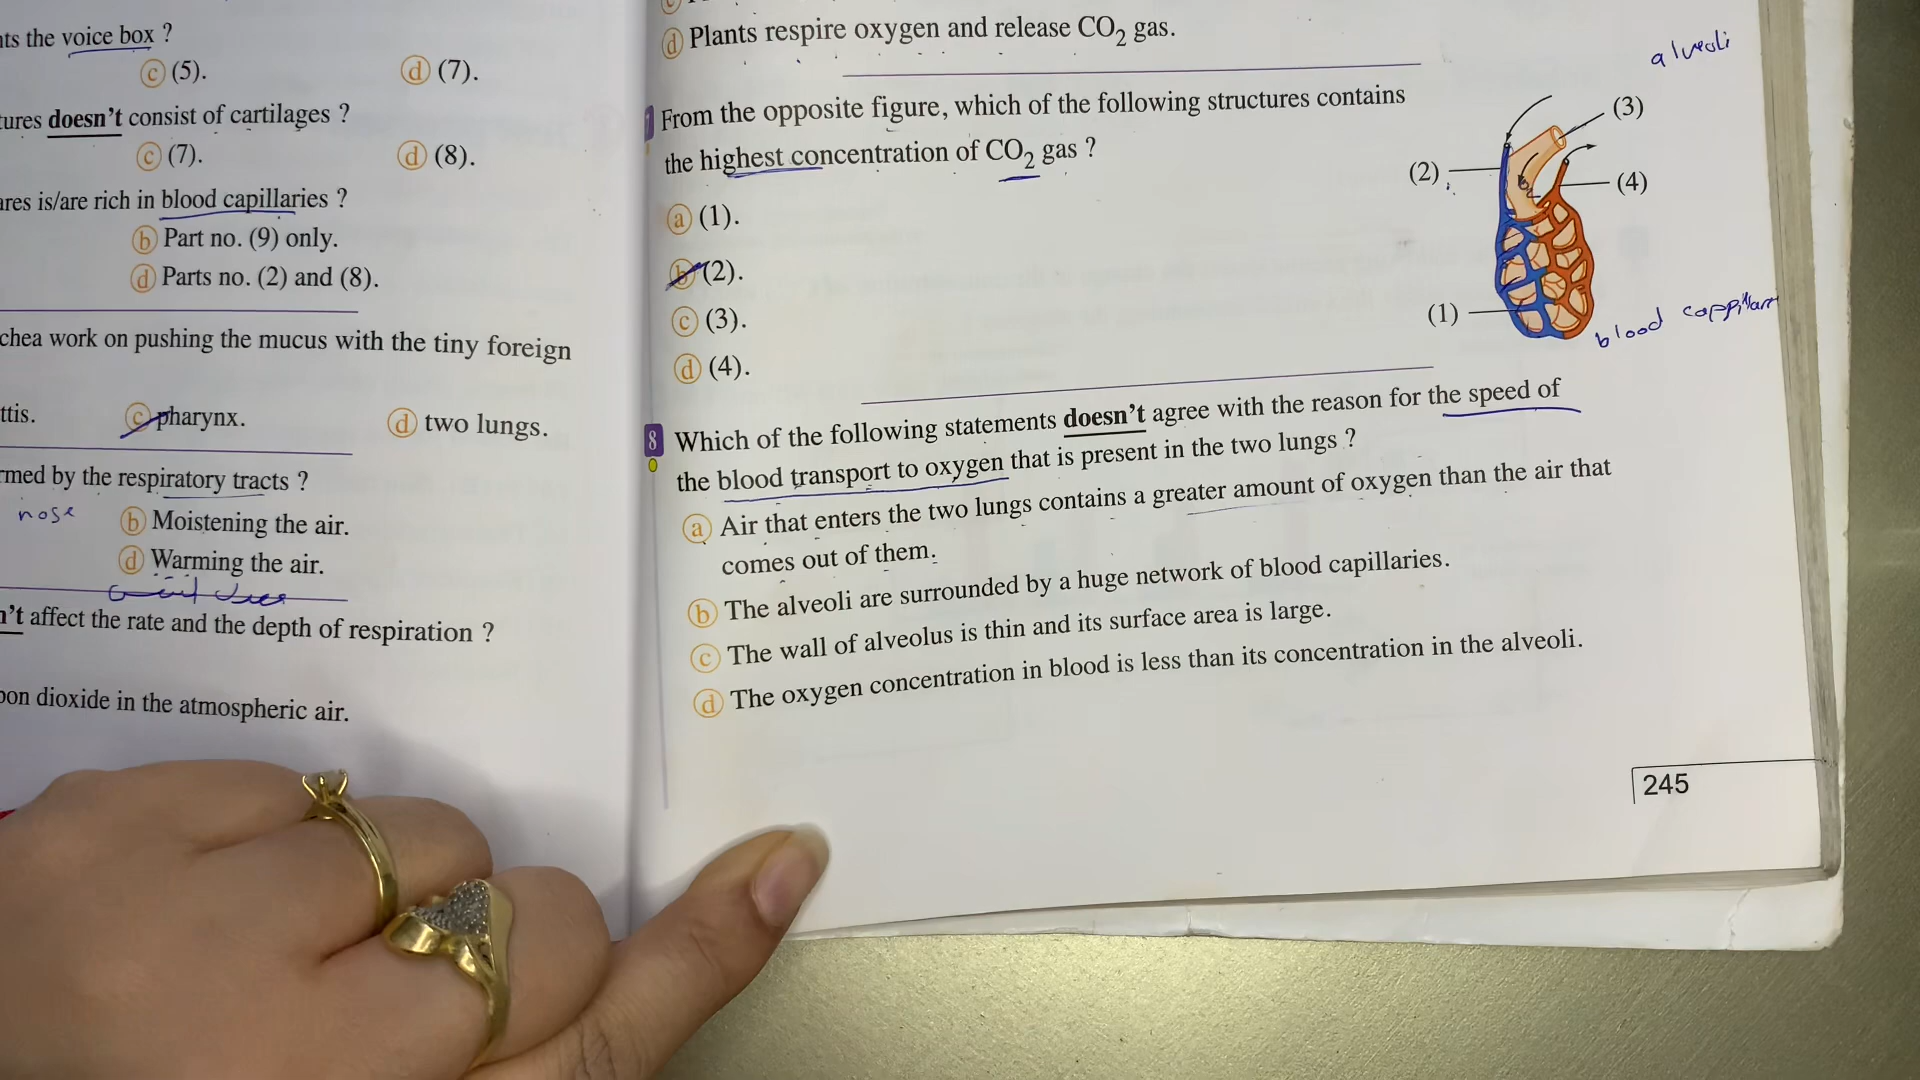 nts the voice box ?
c (5).
d (7).
tures doesn't consist of cartilages ?
c (7).
d (8).
ares is/are rich in blood capillaries ?
b Part no. (9) only.
d Parts no. (2) and (8).
chea work on pushing the mucus with the tiny foreign
ttis.
c pharynx.
d two lungs.
rmed by the respiratory tracts ?
nose
b Moistening the air.
d Warming the air.
n't affect the rate and the depth of respiration ?
bon dioxide in the atmospheric air.
d Plants respire oxygen and release CO₂ gas.
alveoli
From the opposite figure, which of the following structures contains
the highest concentration of CO₂ gas ?
a (1).
b (2).
c (3).
d (4).
(3)
(2)
(4)
(1)
blood
8 Which of the following statements doesn't agree with the reason for the speed of
the blood transport to oxygen that is present in the two lungs ?
a Air that enters the two lungs contains a greater amount of oxygen than the air that
comes out of them.
b The alveoli are surrounded by a huge network of blood capillaries.
c The wall of alveolus is thin and its surface area is large.
d The oxygen concentration in blood is less than its concentration in the alveoli.
245